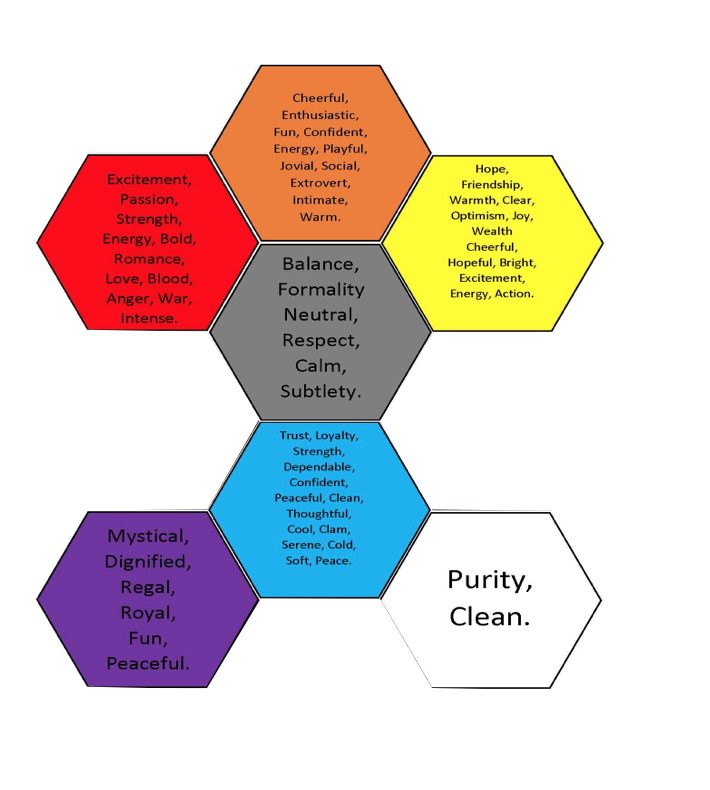 Cheerful,
Enthusiastic,
Fun, Confident,
Energy, Playful,
Jovial, Social,
Extrovert,
Intimate,
Warm.
Excitement,
Passion,
Strength,
Energy, Bold,
Romance,
Love, Blood,
Anger, War,
Intense.
Hope,
Friendship,
Warmth, Clear,
Optimism, Joy,
Wealth
Cheerful,
Hopeful, Bright,
Excitement,
Energy, Action.
Balance,
Formality
Neutral,
Respect,
Calm,
Subtlety.
Trust, Loyalty,
Strength,
Dependable,
Confident,
Peaceful, Clean,
Thoughtful,
Cool, Clam,
Serene, Cold,
Soft, Peace.
Mystical,
Dignified,
Regal,
Royal,
Fun,
Peaceful.
Purity,
Clean.